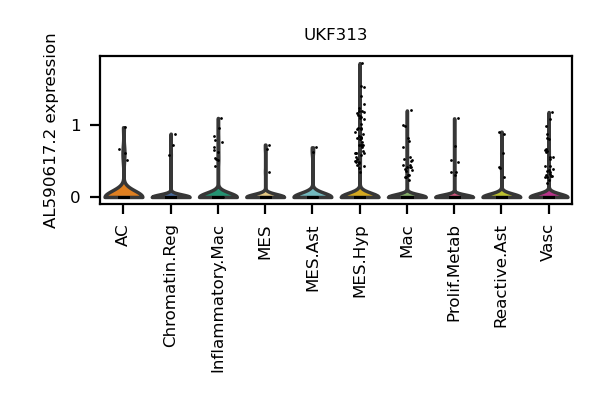 UKF313
AL590617.2 expression
1
0
AC
Chromatin.Reg
Inflammatory.Mac
MES
MES.Ast
MES.Hyp
Mac
Prolif.Metab
Reactive.Ast
Vasc